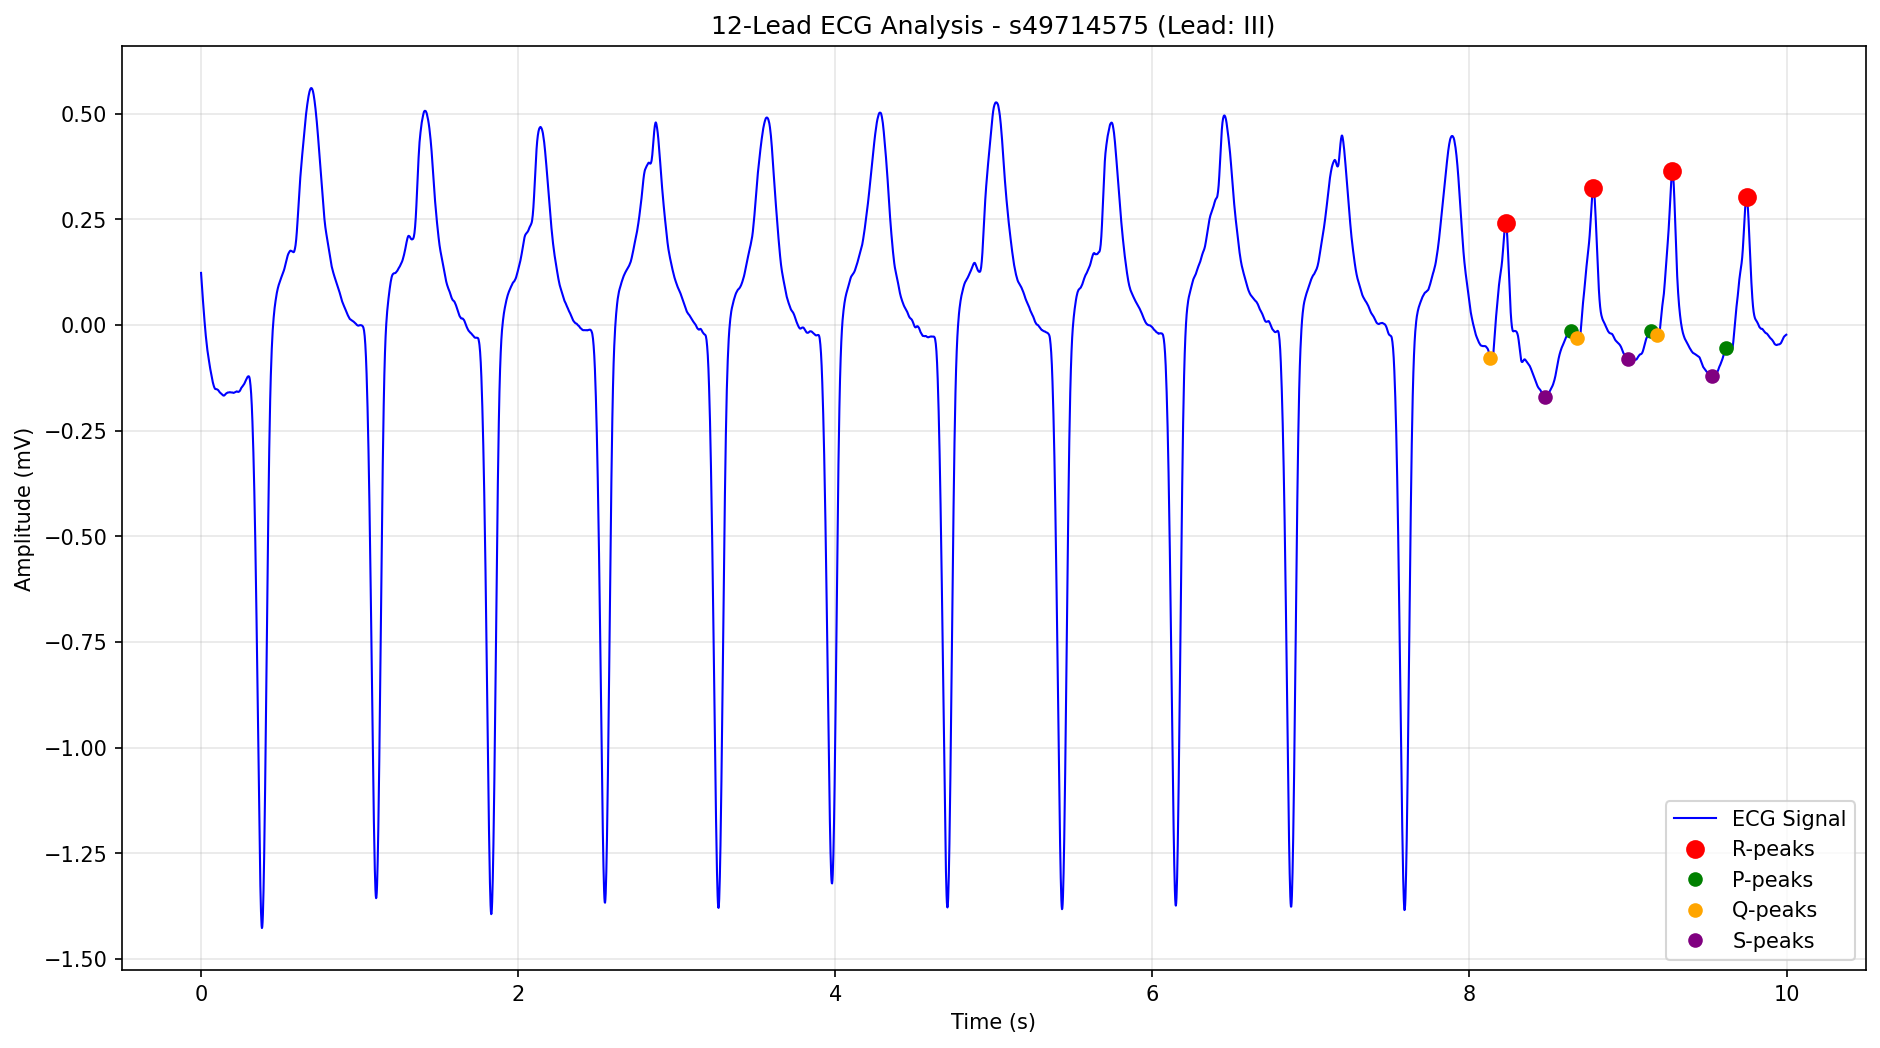 12-Lead ECG Analysis - s49714575 (Lead: III)
0.50
0.25
0.00
−0.25
−0.50
−0.75
−1.00
−1.25
−1.50
Amplitude (mV)
0 2 4 6 8 10
Time (s)
ECG Signal
R-peaks
P-peaks
Q-peaks
S-peaks